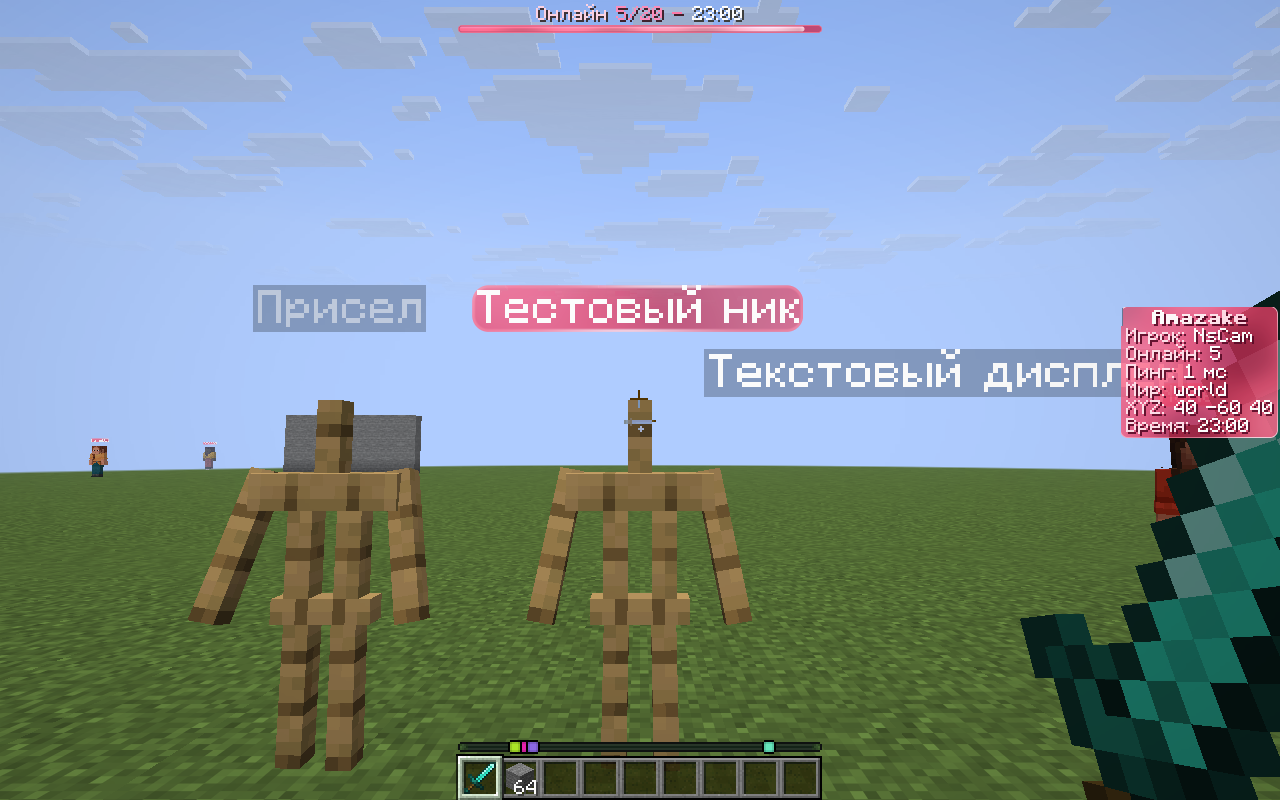 Онлайн 5/20 - 23:00
Присел
Тестовый ник
Текстовый диспл
Amazake
Игрок: NsCam
Онлайн: 5
Пинг: 1 мс
Мир: world
XYZ: 40 -60 40
Время: 23:00
64